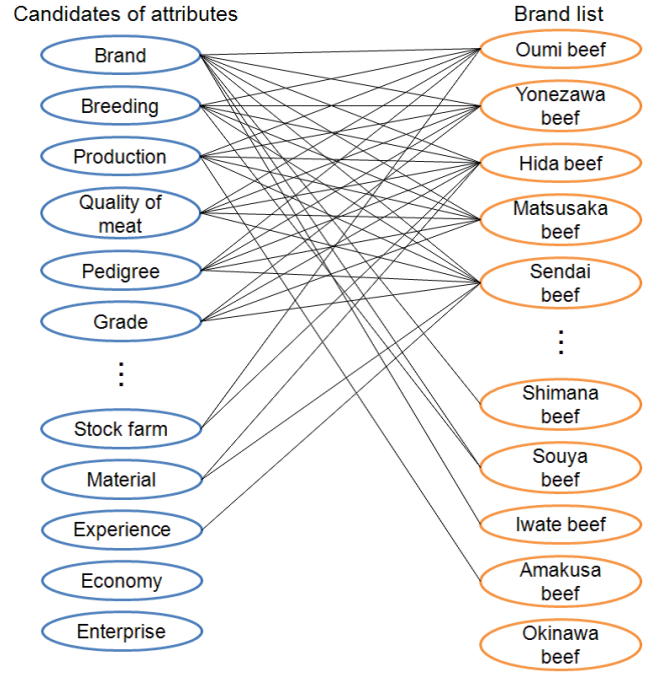 Candidates of attributes
Brand
Breeding
Production
Quality of
meat
Pedigree
Grade
⋮
Stock farm
Material
Experience
Economy
Enterprise
Brand list
Oumi beef
Yonezawa
beef
Hida beef
Matsusaka
beef
Sendai
beef
⋮
Shimana
beef
Souya
beef
Iwate beef
Amakusa
beef
Okinawa
beef